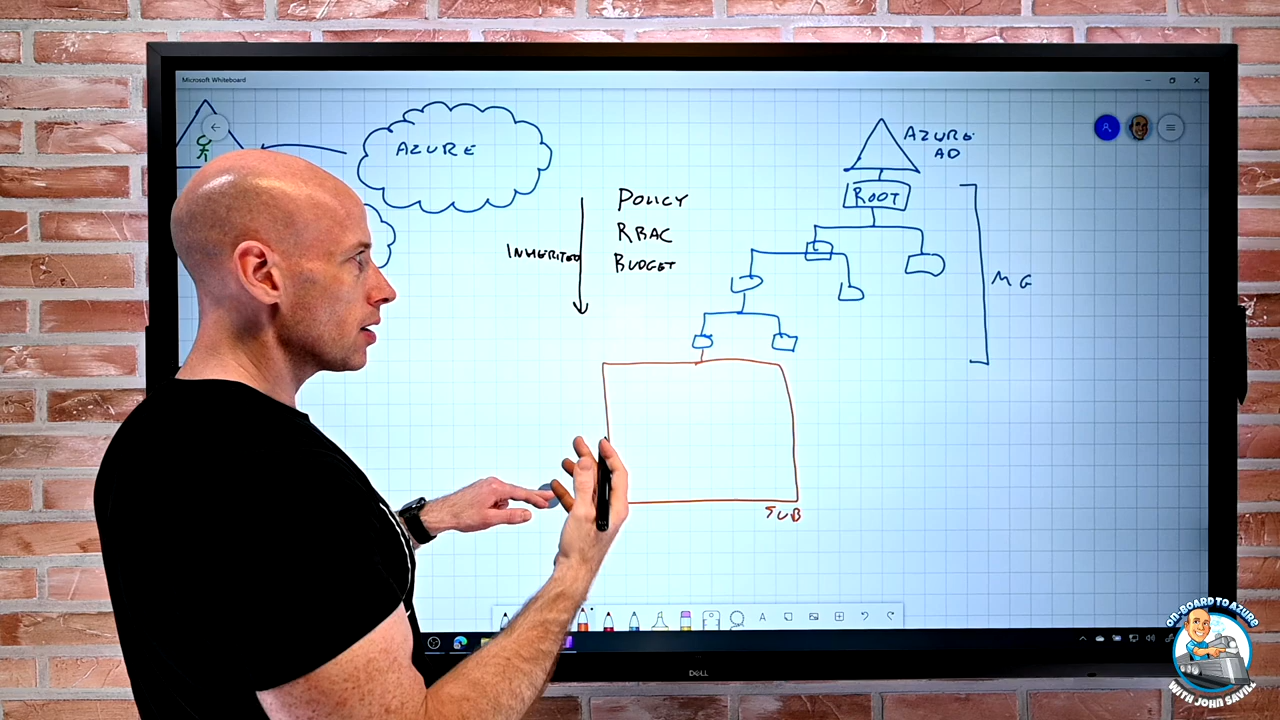 Microsoft Whiteboard
AZURE
AZURE
AD
ROOT
POLICY
RBAC
BUDGET
INHERITED
MG
SUB
DELL
ON-BOARD TO AZURE
WITH JOHN SAVILL